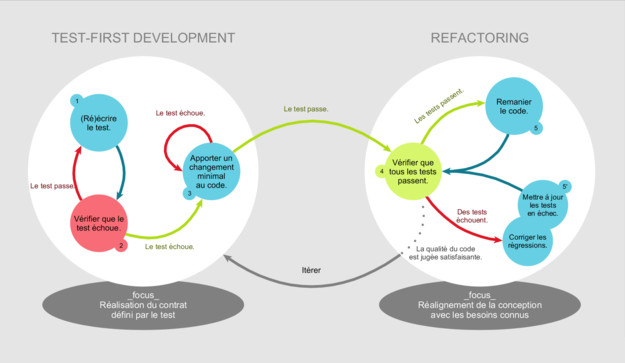 TEST-FIRST DEVELOPMENT
REFACTORING
1
(Ré)écrire
le test.
Le test échoue.
Le test passe.
Les tests passent.
Remanier
le code.
5
Apporter un
changement
minimal
au code.
3
4
Vérifier que
tous les tests
passent.
Le test passe.
5'
Mettre à jour
les tests
en échec.
Vérifier que le
test échoue.
2
Des tests
échouent.
Corriger les
régressions.
Le test échoue.
La qualité du code
est jugée satisfaisante.
Itérer
_focus_
Réalisation du contrat
défini par le test
_focus_
Réalignement de la conception
avec les besoins connus